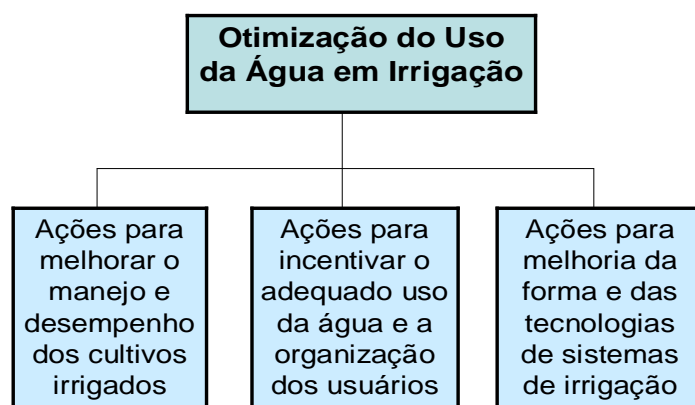 Otimização do Uso
da Água em Irrigação
Ações para
melhorar o
manejo e
desempenho
dos cultivos
irrigados
Ações para
incentivar o
adequado uso
da água e a
organização
dos usuários
Ações para
melhoria da
forma e das
tecnologias
de sistemas
de irrigação